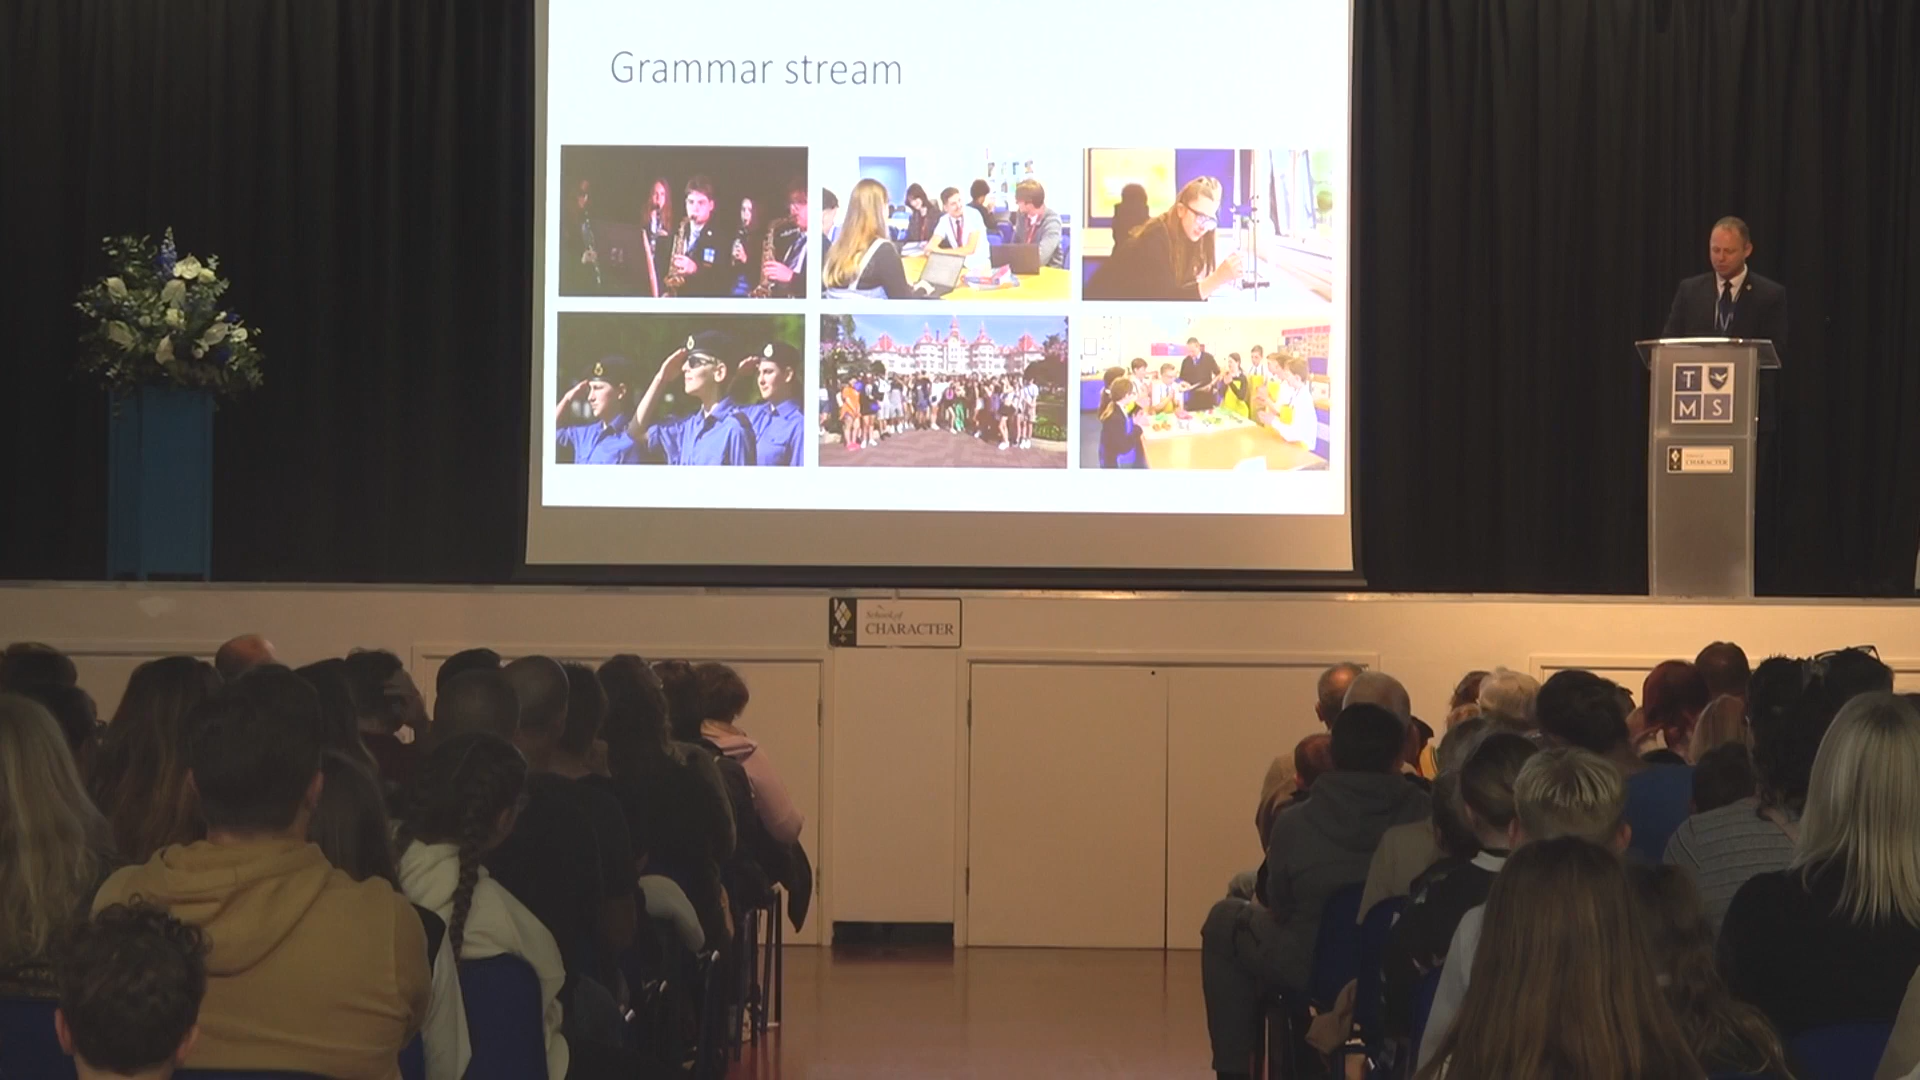 Grammar stream
T
M S
CHARACTER
School of
CHARACTER